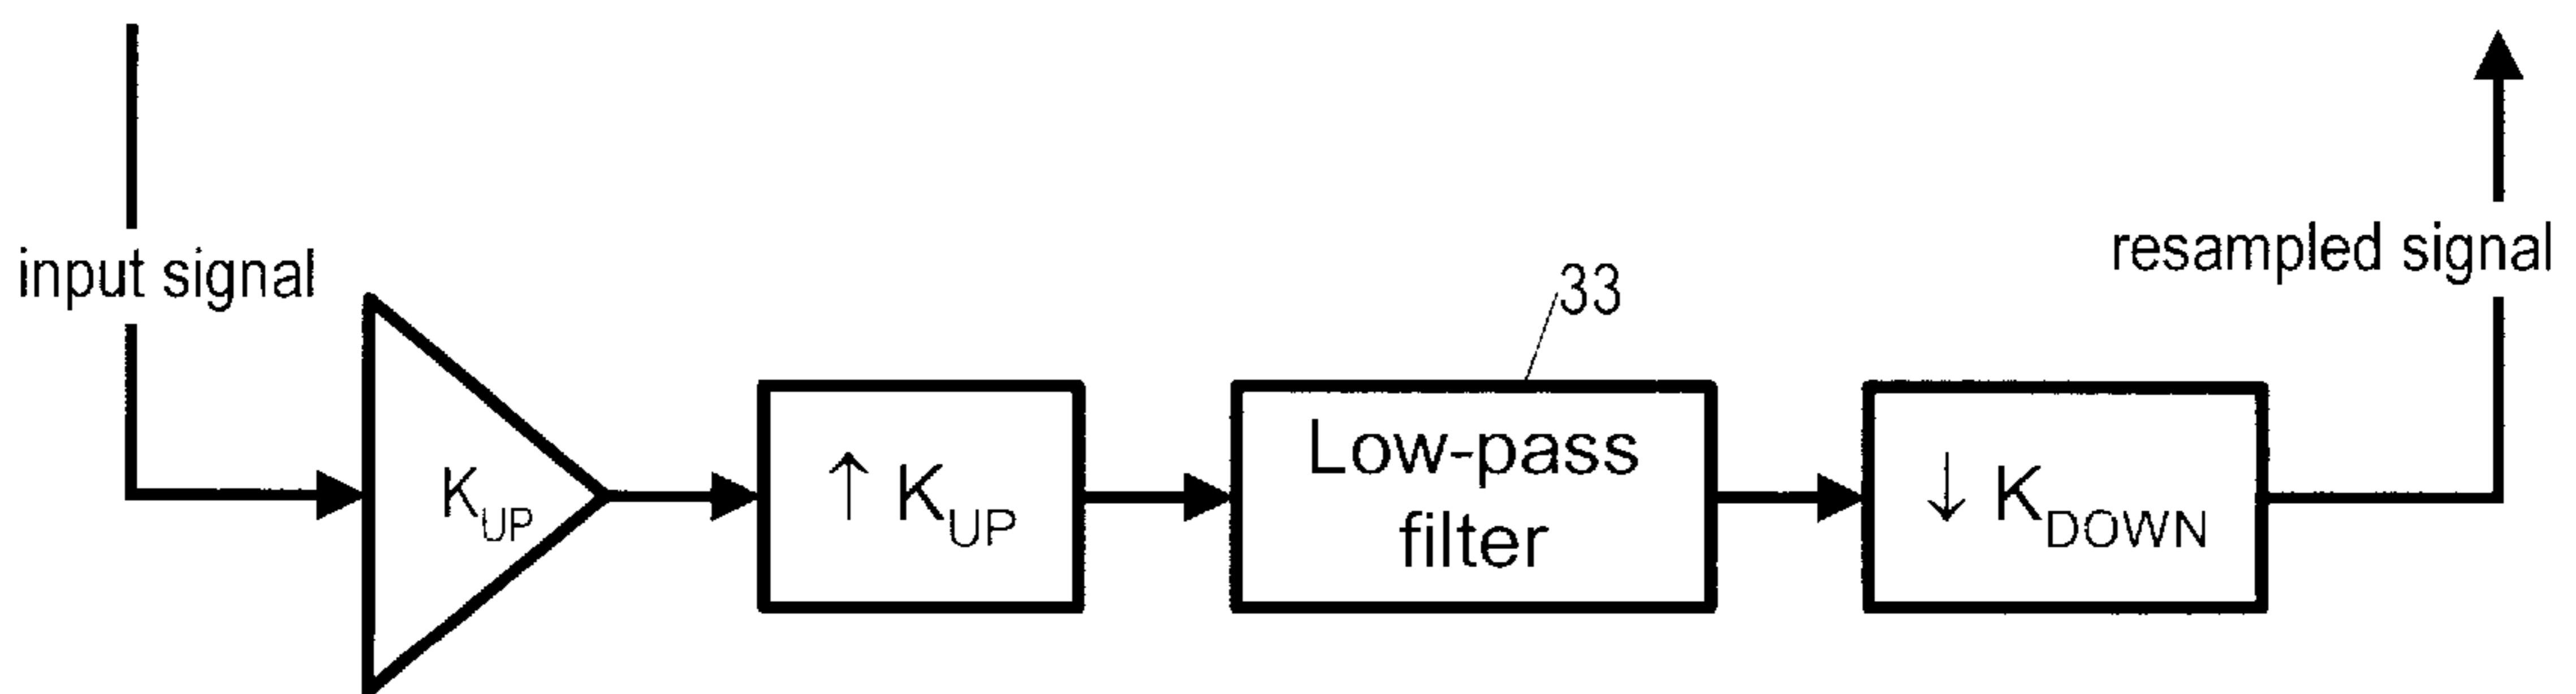 input signal
resampled signal
33
K_UP
↑ K_UP
Low-pass
filter
↓ K_DOWN